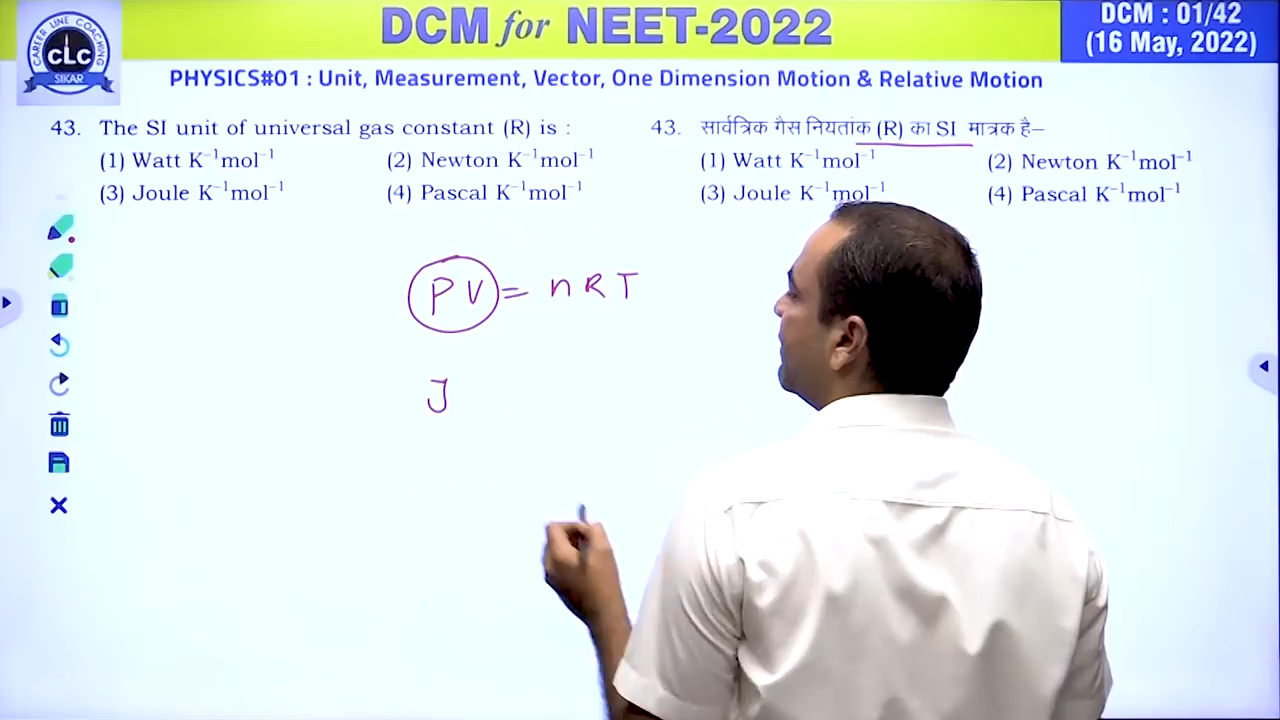 DCM for NEET-2022
DCM : 01/42
(16 May, 2022)
CAREER LINE COACHING
CLC
SIKAR
PHYSICS#01 : Unit, Measurement, Vector, One Dimension Motion & Relative Motion
43. The SI unit of universal gas constant (R) is :
(1) Watt K⁻¹mol⁻¹ (2) Newton K⁻¹mol⁻¹
(3) Joule K⁻¹mol⁻¹ (4) Pascal K⁻¹mol⁻¹
43. सार्वत्रिक गैस नियतांक (R) का SI मात्रक है–
(1) Watt K⁻¹mol⁻¹ (2) Newton K⁻¹mol⁻¹
(3) Joule K⁻¹mol⁻¹ (4) Pascal K⁻¹mol⁻¹
PV = nRT
J